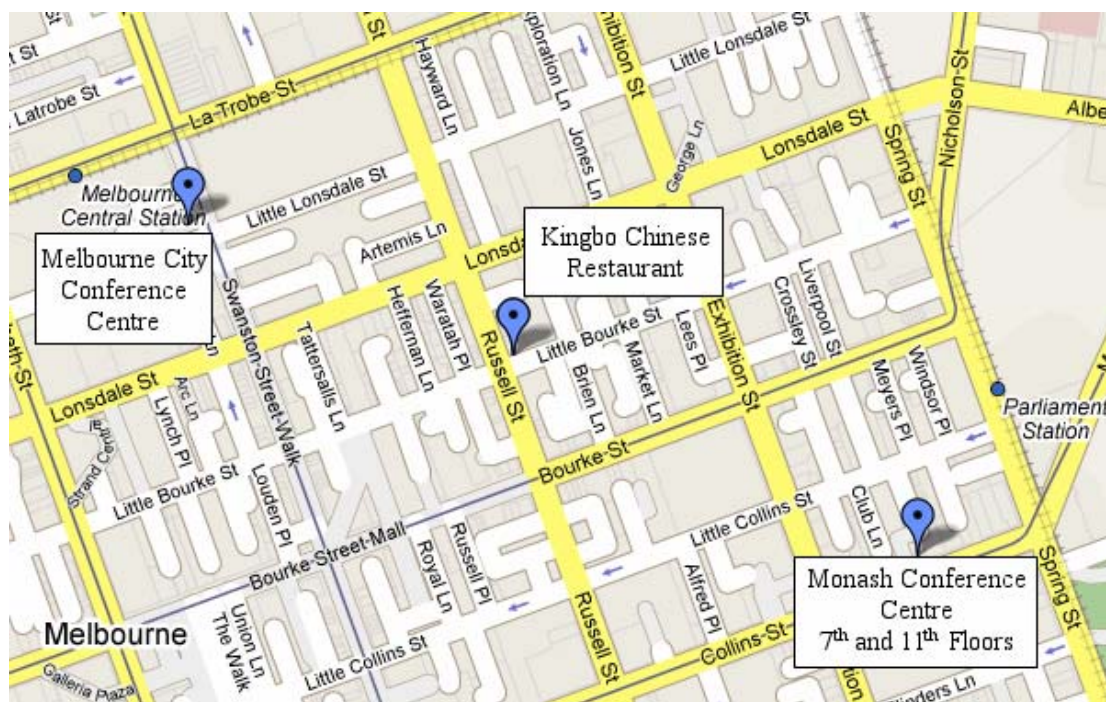 La-Trobe-St
Latrobe St
Hayward Ln
Exploration Ln
Exhibition St
Little Lonsdale St
Nicholson-St
Jones Ln
George Ln
Lonsdale St
Spring St
Melbourne
Central Station
Little Lonsdale St
Artemis Ln
Melbourne City
Conference
Centre
Kingbo Chinese
Restaurant
Swanston-Street-Walk
Heffernan Ln
Waratah Pl
Russell St
Little Bourke St
Lees Pl
Exhibition St
Crossley St
Liverpool St
Tattersalls Ln
Brien Ln
Market Ln
Meyers Pl
Windsor Pl
Parliament
Station
Lonsdale St
Arc Ln
Lynch Pl
Little Bourke St
Louden Pl
Bourke-St
Bourke-Street-Mall
Little Collins St
Club Ln
Royal Ln
Russell Pl
Alfred Pl
Monash Conference
Centre
7th and 11th Floors
Spring St
Melbourne
Union Ln
The Walk
Little Collins St
Russell St
Collins-St
Galleria Plaza